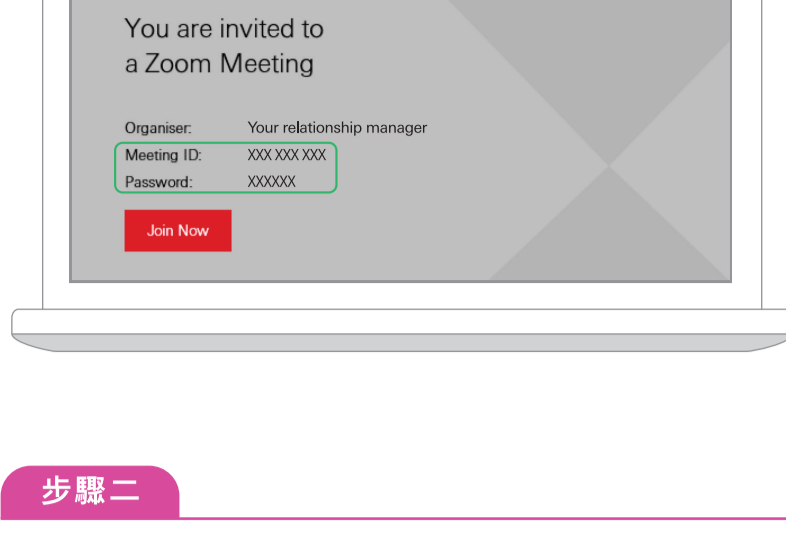 You are invited to
a Zoom Meeting
Organiser: Your relationship manager
Meeting ID: XXX XXX XXX
Password: XXXXXX
Join Now
步驟二